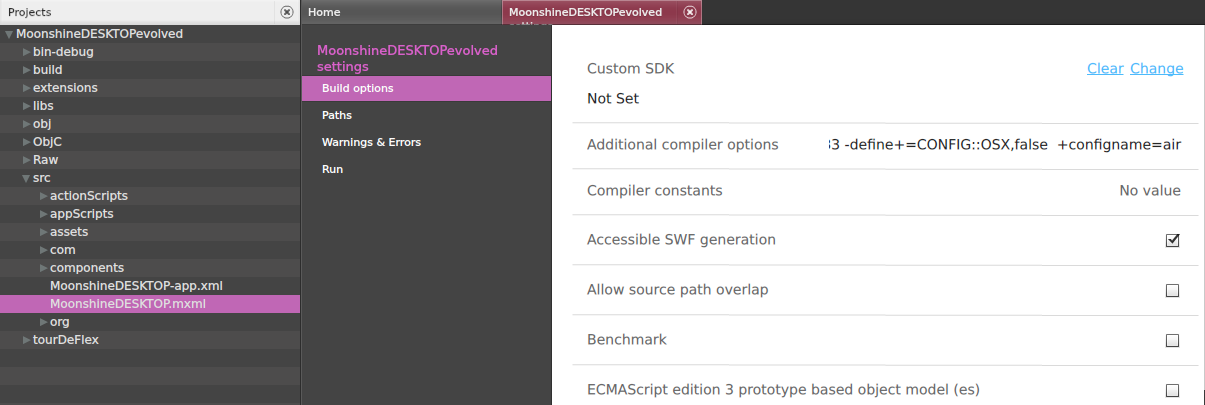 Projects
MoonshineDESKTOPevolved
bin-debug
build
extensions
libs
obj
ObjC
Raw
src
actionScripts
appScripts
assets
com
components
MoonshineDESKTOP-app.xml
MoonshineDESKTOP.mxml
org
tourDeFlex
Home
MoonshineDESKTOPevolved
MoonshineDESKTOPevolved
settings
Build options
Paths
Warnings & Errors
Run
Custom SDK
Clear Change
Not Set
Additional compiler options
33 -define+=CONFIG::OSX,false  +configname=air
Compiler constants
No value
Accessible SWF generation
Allow source path overlap
Benchmark
ECMAScript edition 3 prototype based object model (es)